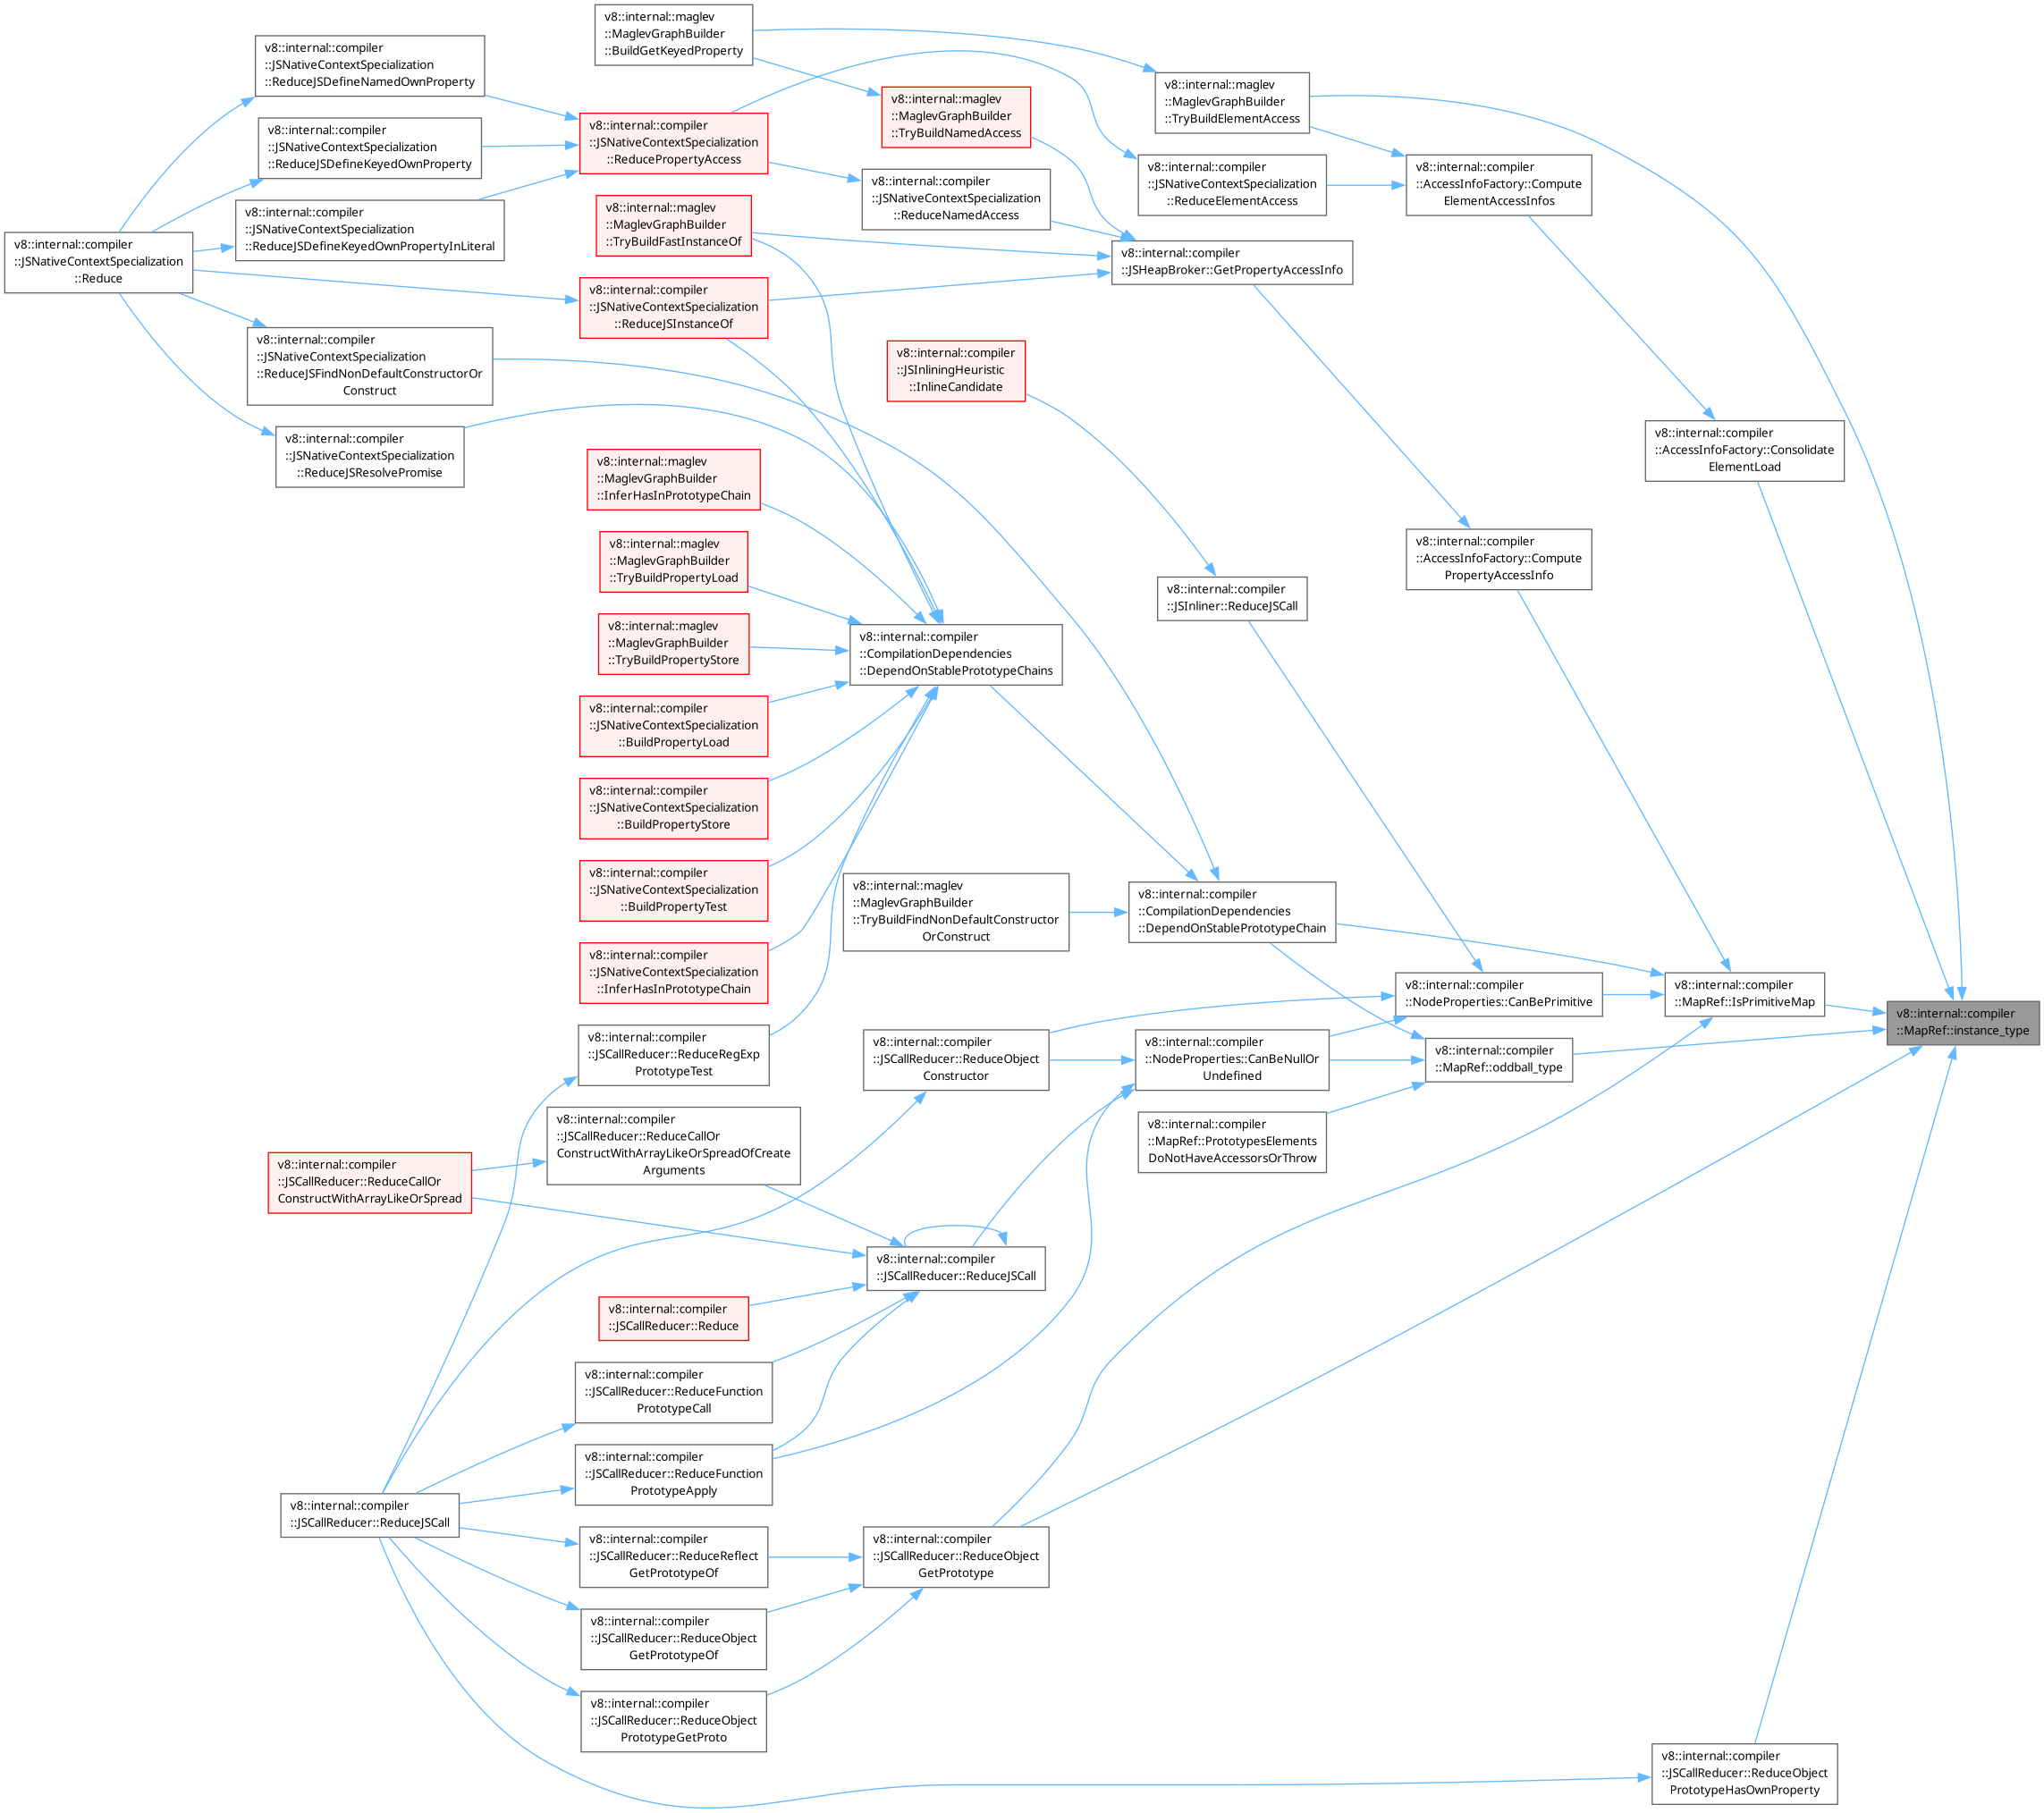 v8::internal::maglev
::MaglevGraphBuilder
::BuildGetKeyedProperty
v8::internal::compiler
::JSNativeContextSpecialization
::ReduceJSDefineNamedOwnProperty
v8::internal::maglev
::MaglevGraphBuilder
::TryBuildElementAccess
v8::internal::maglev
::MaglevGraphBuilder
::TryBuildNamedAccess
v8::internal::compiler
::JSNativeContextSpecialization
::ReducePropertyAccess
v8::internal::compiler
::JSNativeContextSpecialization
::ReduceJSDefineKeyedOwnProperty
v8::internal::compiler
::JSNativeContextSpecialization
::ReduceElementAccess
v8::internal::compiler
::AccessInfoFactory::Compute
ElementAccessInfos
v8::internal::compiler
::JSNativeContextSpecialization
::ReduceNamedAccess
v8::internal::maglev
::MaglevGraphBuilder
::TryBuildFastInstanceOf
v8::internal::compiler
::JSNativeContextSpecialization
::ReduceJSDefineKeyedOwnPropertyInLiteral
v8::internal::compiler
::JSNativeContextSpecialization
::Reduce
v8::internal::compiler
::JSHeapBroker::GetPropertyAccessInfo
v8::internal::compiler
::JSNativeContextSpecialization
::ReduceJSInstanceOf
v8::internal::compiler
::JSNativeContextSpecialization
::ReduceJSFindNonDefaultConstructorOr
Construct
v8::internal::compiler
::JSInliningHeuristic
::InlineCandidate
v8::internal::compiler
::AccessInfoFactory::Consolidate
ElementLoad
v8::internal::compiler
::JSNativeContextSpecialization
::ReduceJSResolvePromise
v8::internal::maglev
::MaglevGraphBuilder
::InferHasInPrototypeChain
v8::internal::compiler
::AccessInfoFactory::Compute
PropertyAccessInfo
v8::internal::maglev
::MaglevGraphBuilder
::TryBuildPropertyLoad
v8::internal::compiler
::JSInliner::ReduceJSCall
v8::internal::maglev
::MaglevGraphBuilder
::TryBuildPropertyStore
v8::internal::compiler
::CompilationDependencies
::DependOnStablePrototypeChains
v8::internal::compiler
::JSNativeContextSpecialization
::BuildPropertyLoad
v8::internal::compiler
::JSNativeContextSpecialization
::BuildPropertyStore
v8::internal::compiler
::JSNativeContextSpecialization
::BuildPropertyTest
v8::internal::maglev
::MaglevGraphBuilder
::TryBuildFindNonDefaultConstructor
OrConstruct
v8::internal::compiler
::CompilationDependencies
::DependOnStablePrototypeChain
v8::internal::compiler
::JSNativeContextSpecialization
::InferHasInPrototypeChain
v8::internal::compiler
::NodeProperties::CanBePrimitive
v8::internal::compiler
::MapRef::IsPrimitiveMap
v8::internal::compiler
::MapRef::instance_type
v8::internal::compiler
::JSCallReducer::ReduceRegExp
PrototypeTest
v8::internal::compiler
::JSCallReducer::ReduceObject
Constructor
v8::internal::compiler
::NodeProperties::CanBeNullOr
Undefined
v8::internal::compiler
::MapRef::oddball_type
v8::internal::compiler
::MapRef::PrototypesElements
DoNotHaveAccessorsOrThrow
v8::internal::compiler
::JSCallReducer::ReduceCallOr
ConstructWithArrayLikeOrSpreadOfCreate
Arguments
v8::internal::compiler
::JSCallReducer::ReduceCallOr
ConstructWithArrayLikeOrSpread
v8::internal::compiler
::JSCallReducer::ReduceJSCall
v8::internal::compiler
::JSCallReducer::Reduce
v8::internal::compiler
::JSCallReducer::ReduceFunction
PrototypeCall
v8::internal::compiler
::JSCallReducer::ReduceFunction
PrototypeApply
v8::internal::compiler
::JSCallReducer::ReduceJSCall
v8::internal::compiler
::JSCallReducer::ReduceReflect
GetPrototypeOf
v8::internal::compiler
::JSCallReducer::ReduceObject
GetPrototype
v8::internal::compiler
::JSCallReducer::ReduceObject
GetPrototypeOf
v8::internal::compiler
::JSCallReducer::ReduceObject
PrototypeGetProto
v8::internal::compiler
::JSCallReducer::ReduceObject
PrototypeHasOwnProperty